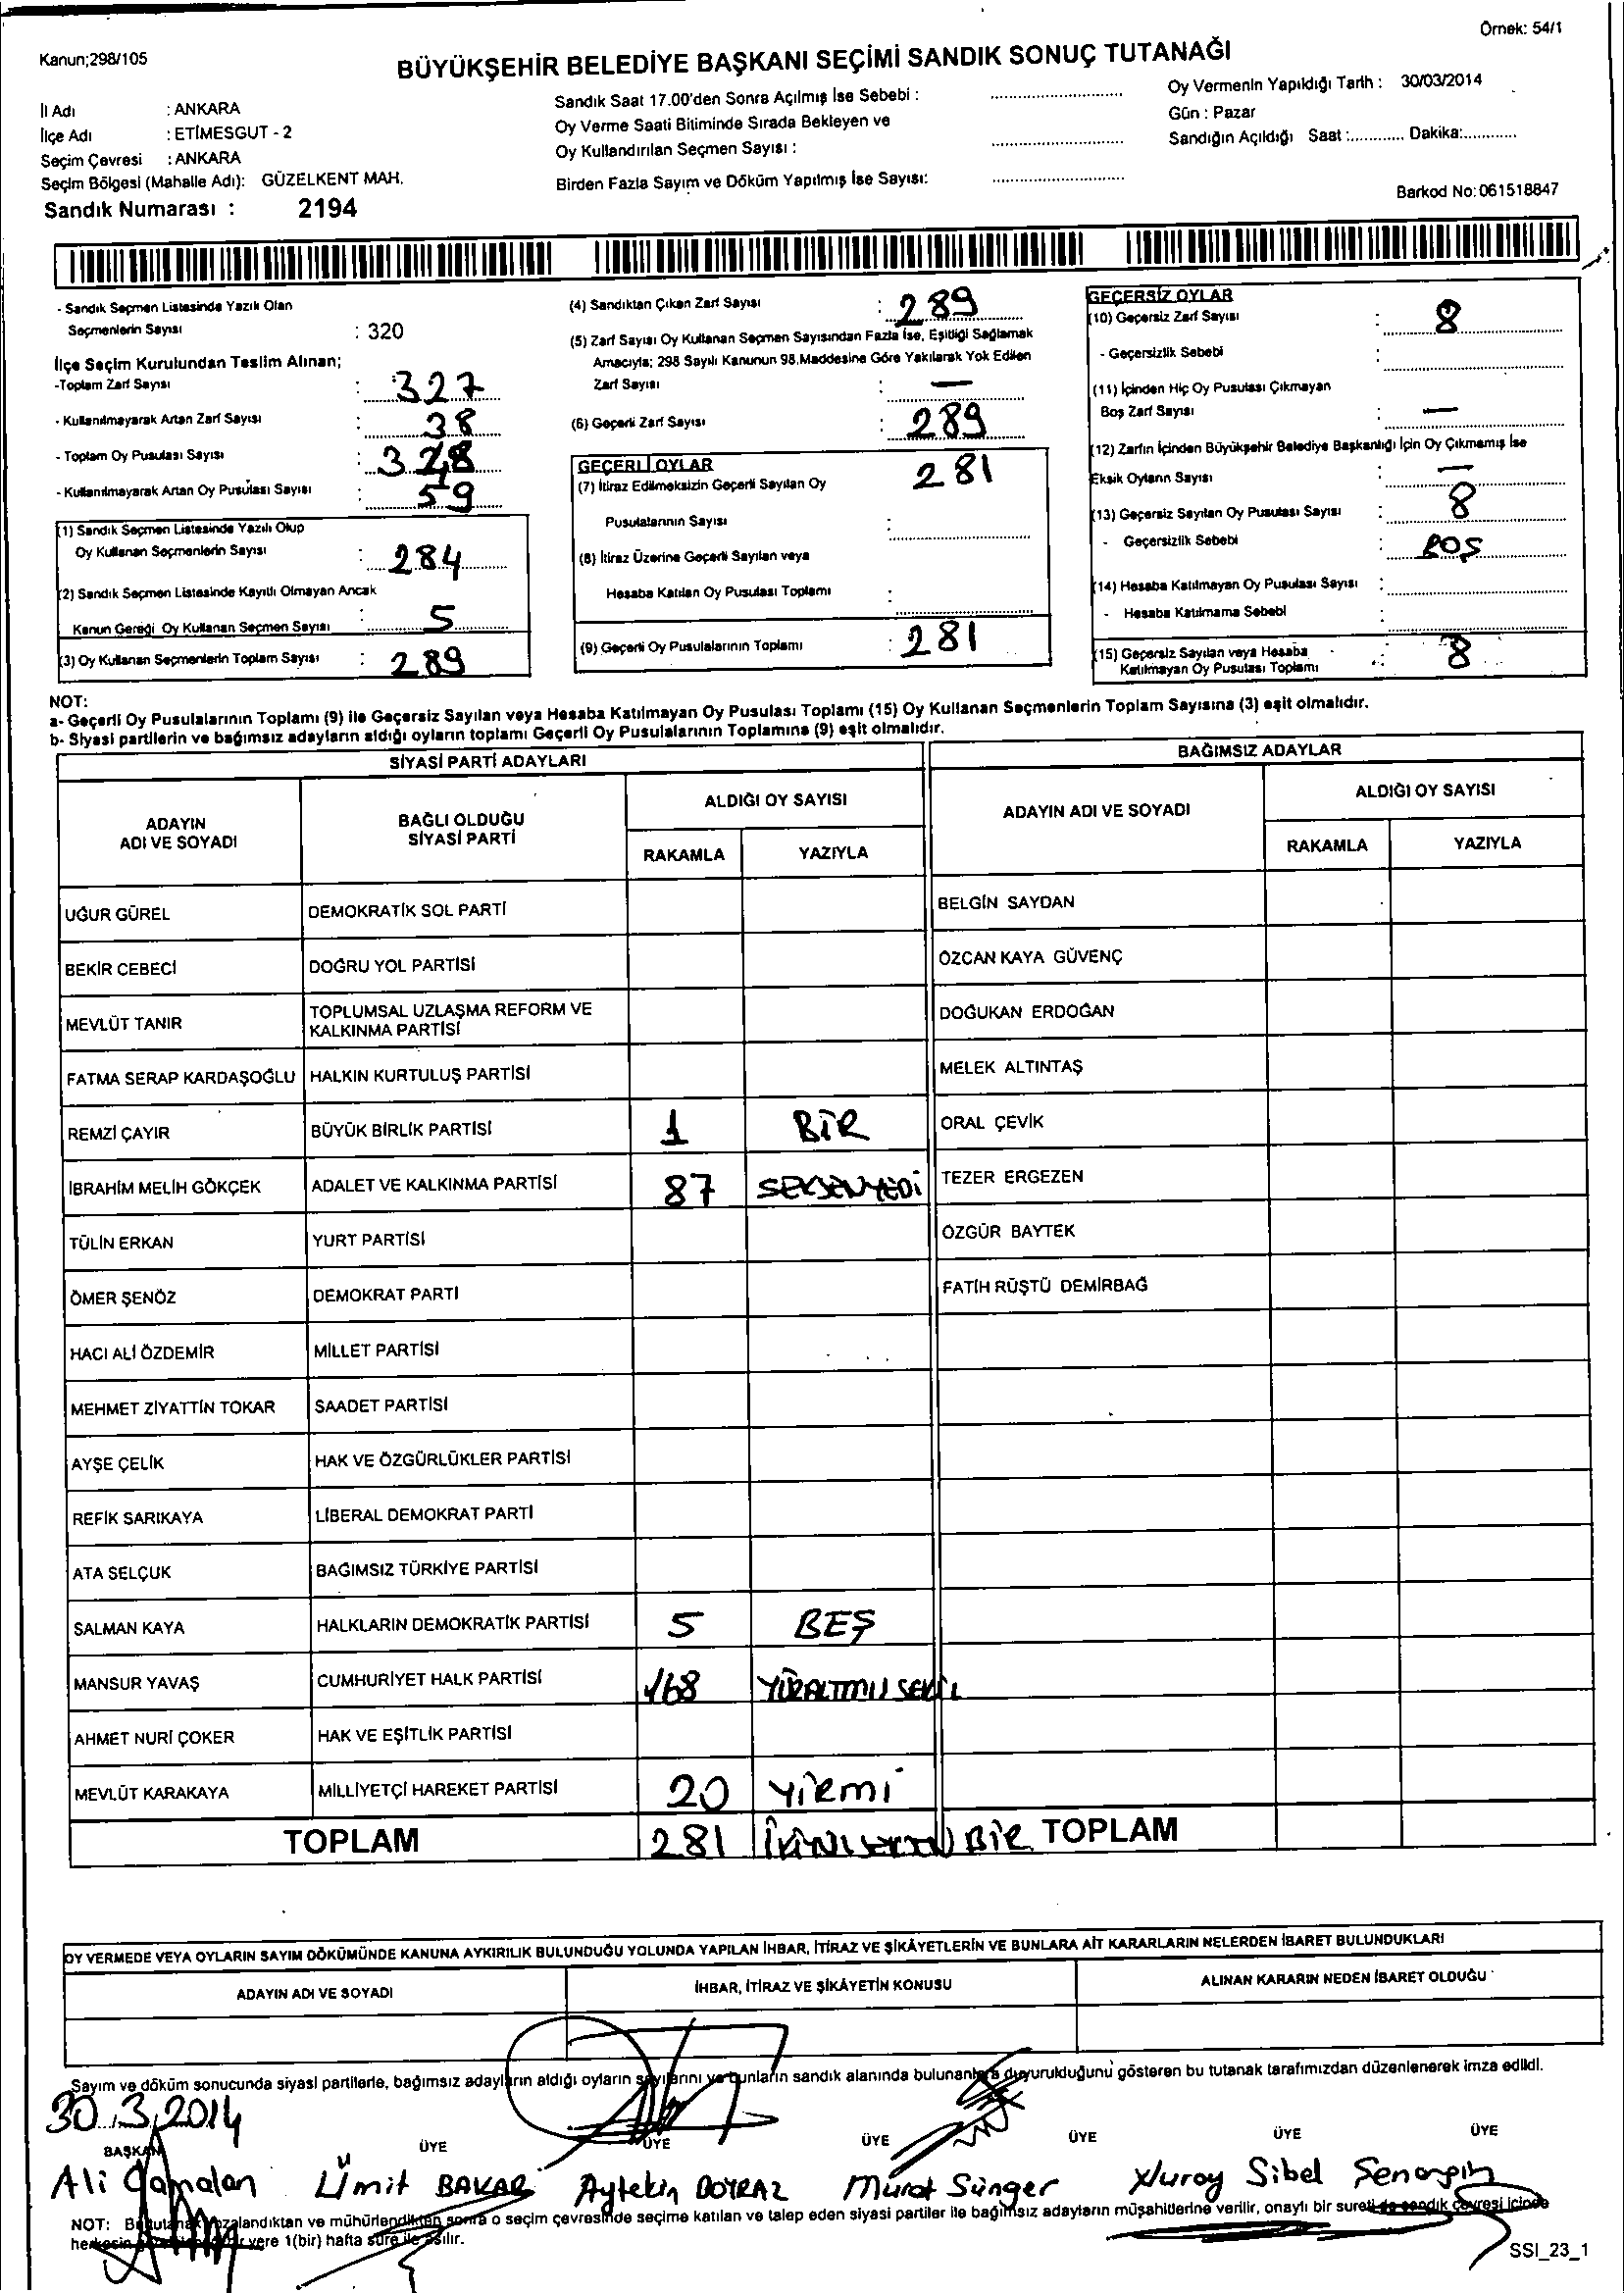 Örnek: 54/1
Kanun;298/105
BÜYÜKŞEHİR BELEDİYE BAŞKANI SEÇİMİ SANDIK SONUÇ TUTANAĞI
İl Adı : ANKARA
İlçe Adı : ETİMESGUT - 2
Seçim Çevresi : ANKARA
Seçim Bölgesi (Mahalle Adı): GÜZELKENT MAH.
Sandık Numarası : 2194
Sandık Saat 17.00'den Sonra Açılmış İse Sebebi : ........................
Oy Verme Saati Bitiminde Sırada Bekleyen ve
Oy Kullandırılan Seçmen Sayısı : ........................
Birden Fazla Sayım ve Döküm Yapılmış İse Sayısı: ........................
Oy Vermenin Yapıldığı Tarih : 30/03/2014
Gün : Pazar
Sandığın Açıldığı Saat :............ Dakika:............
Barkod No: 061518847
- Sandık Seçmen Listesinde Yazılı Olan
Seçmenlerin Sayısı : 320
İlçe Seçim Kurulundan Teslim Alınan;
-Toplam Zarf Sayısı : 327
- Kullanılmayarak Artan Zarf Sayısı : 38
- Toplam Oy Pusulası Sayısı : 328
- Kullanılmayarak Artan Oy Pusulası Sayısı : 59
(1) Sandık Seçmen Listesinde Yazılı Olup
Oy Kullanan Seçmenlerin Sayısı : 284
(2) Sandık Seçmen Listesinde Kayıtlı Olmayan Ancak
Kanun Gereği Oy Kullanan Seçmen Sayısı : 5
(3) Oy Kullanan Seçmenlerin Toplam Sayısı : 289
(4) Sandıktan Çıkan Zarf Sayısı : 289
(5) Zarf Sayısı Oy Kullanan Seçmen Sayısından Fazla İse, Eşitliği Sağlamak
Amacıyla; 298 Sayılı Kanunun 98.Maddesine Göre Yakılarak Yok Edilen
Zarf Sayısı : —
(6) Geçerli Zarf Sayısı : 289
GEÇERLİ OYLAR
(7) İtiraz Edilmeksizin Geçerli Sayılan Oy 281
Pusulalarının Sayısı :
(8) İtiraz Üzerine Geçerli Sayılan veya
Hesaba Katılan Oy Pusulası Toplamı :
(9) Geçerli Oy Pusulalarının Toplamı : 281
GEÇERSİZ OYLAR
(10) Geçersiz Zarf Sayısı : 8
- Geçersizlik Sebebi :
(11) İçinden Hiç Oy Pusulası Çıkmayan
Boş Zarf Sayısı : —
(12) Zarfın İçinden Büyükşehir Belediye Başkanlığı İçin Oy Çıkmamış İse
Eksik Oyların Sayısı : —
(13) Geçersiz Sayılan Oy Pusulası Sayısı : 8
- Geçersizlik Sebebi : BOŞ
(14) Hesaba Katılmayan Oy Pusulası Sayısı :
- Hesaba Katılmama Sebebi :
(15) Geçersiz Sayılan veya Hesaba
Katılmayan Oy Pusulası Toplamı : 8
NOT:
a- Geçerli Oy Pusulalarının Toplamı (9) ile Geçersiz Sayılan veya Hesaba Katılmayan Oy Pusulası Toplamı (15) Oy Kullanan Seçmenlerin Toplam Sayısına (3) eşit olmalıdır.
b- Siyasi partilerin ve bağımsız adayların aldığı oyların toplamı Geçerli Oy Pusulalarının Toplamına (9) eşit olmalıdır.
SİYASİ PARTİ ADAYLARI
ADAYIN
ADI VE SOYADI
BAĞLI OLDUĞU
SİYASİ PARTİ
ALDIĞI OY SAYISI
RAKAMLA YAZIYLA
UĞUR GÜREL DEMOKRATİK SOL PARTİ
BEKİR CEBECİ DOĞRU YOL PARTİSİ
MEVLÜT TANIR TOPLUMSAL UZLAŞMA REFORM VE
KALKINMA PARTİSİ
FATMA SERAP KARDAŞOĞLU HALKIN KURTULUŞ PARTİSİ
REMZİ ÇAYIR BÜYÜK BİRLİK PARTİSİ 1 BİR
İBRAHİM MELİH GÖKÇEK ADALET VE KALKINMA PARTİSİ 87 SEKSENYEDİ
TÜLİN ERKAN YURT PARTİSİ
ÖMER ŞENÖZ DEMOKRAT PARTİ
HACI ALİ ÖZDEMİR MİLLET PARTİSİ
MEHMET ZİYATTİN TOKAR SAADET PARTİSİ
AYŞE ÇELİK HAK VE ÖZGÜRLÜKLER PARTİSİ
REFİK SARIKAYA LİBERAL DEMOKRAT PARTİ
ATA SELÇUK BAĞIMSIZ TÜRKİYE PARTİSİ
SALMAN KAYA HALKLARIN DEMOKRATİK PARTİSİ 5 BEŞ
MANSUR YAVAŞ CUMHURİYET HALK PARTİSİ 168
AHMET NURİ ÇOKER HAK VE EŞİTLİK PARTİSİ
MEVLÜT KARAKAYA MİLLİYETÇİ HAREKET PARTİSİ 20 YİRMİ
TOPLAM 281 BİR
BAĞIMSIZ ADAYLAR
ADAYIN ADI VE SOYADI
ALDIĞI OY SAYISI
RAKAMLA YAZIYLA
BELGİN SAYDAN
ÖZCAN KAYA GÜVENÇ
DOĞUKAN ERDOĞAN
MELEK ALTINTAŞ
ORAL ÇEVİK
TEZER ERGEZEN
ÖZGÜR BAYTEK
FATİH RÜŞTÜ DEMİRBAĞ
TOPLAM
OY VERMEDE VEYA OYLARIN SAYIM DÖKÜMÜNDE KANUNA AYKIRILIK BULUNDUĞU YOLUNDA YAPILAN İHBAR, İTİRAZ VE ŞİKÂYETLERİN VE BUNLARA AİT KARARLARIN NELERDEN İBARET BULUNDUKLARI
ADAYIN ADI VE SOYADI İHBAR, İTİRAZ VE ŞİKÂYETİN KONUSU ALINAN KARARIN NEDEN İBARET OLDUĞU
Sayım ve döküm sonucunda siyasi partilerle, bağımsız adayların aldığı oyların sayılarını ve bunların sandık alanında bulunanlara duyurulduğunu gösteren bu tutanak tarafımızdan düzenlenerek imza edildi.
30.3.2014
BAŞKAN ÜYE ÜYE ÜYE ÜYE ÜYE ÜYE
Ali Ümit BAKAR Aytekin BOYRAZ Murat Sünger Nuray Sibel
NOT: Bu tutanak imzalandıktan ve mühürlendikten sonra o seçim çevresinde seçime katılan ve talep eden siyasi partiler ile bağımsız adayların müşahitlerine verilir, onaylı bir sureti de sandık çevresi içinde
herkesin yere 1(bir) hafta süre ile asılır.
SSI_23_1